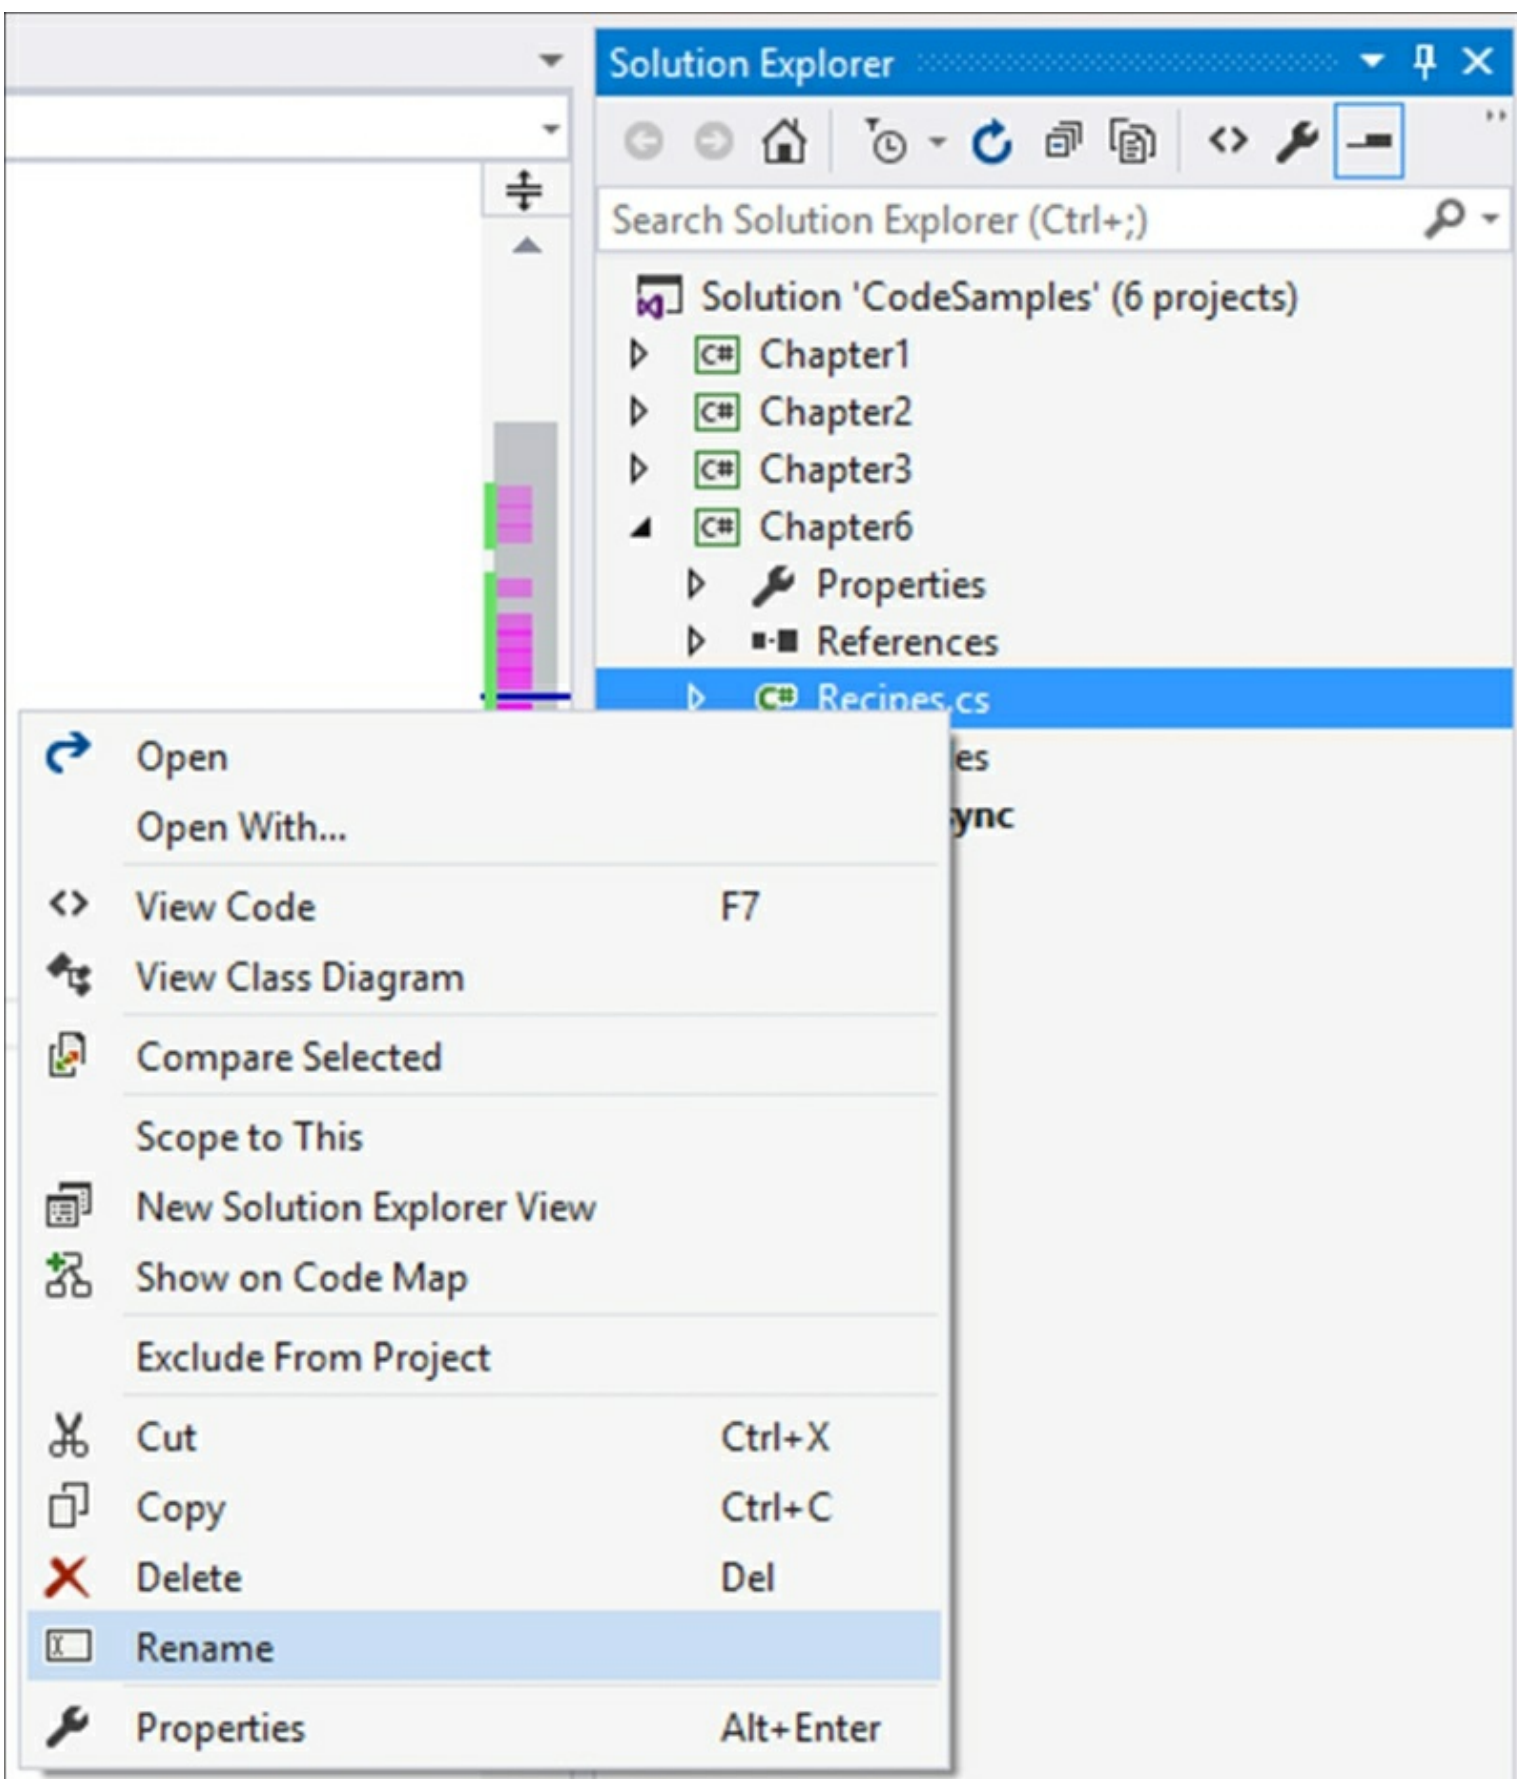 Solution Explorer
Search Solution Explorer (Ctrl+;)
Solution 'CodeSamples' (6 projects)
C# Chapter1
C# Chapter2
C# Chapter3
C# Chapter6
Properties
References
C# Recipes.cs
Open
Open With...
View Code F7
View Class Diagram
Compare Selected
Scope to This
New Solution Explorer View
Show on Code Map
Exclude From Project
Cut Ctrl+X
Copy Ctrl+C
Delete Del
Rename
Properties Alt+Enter